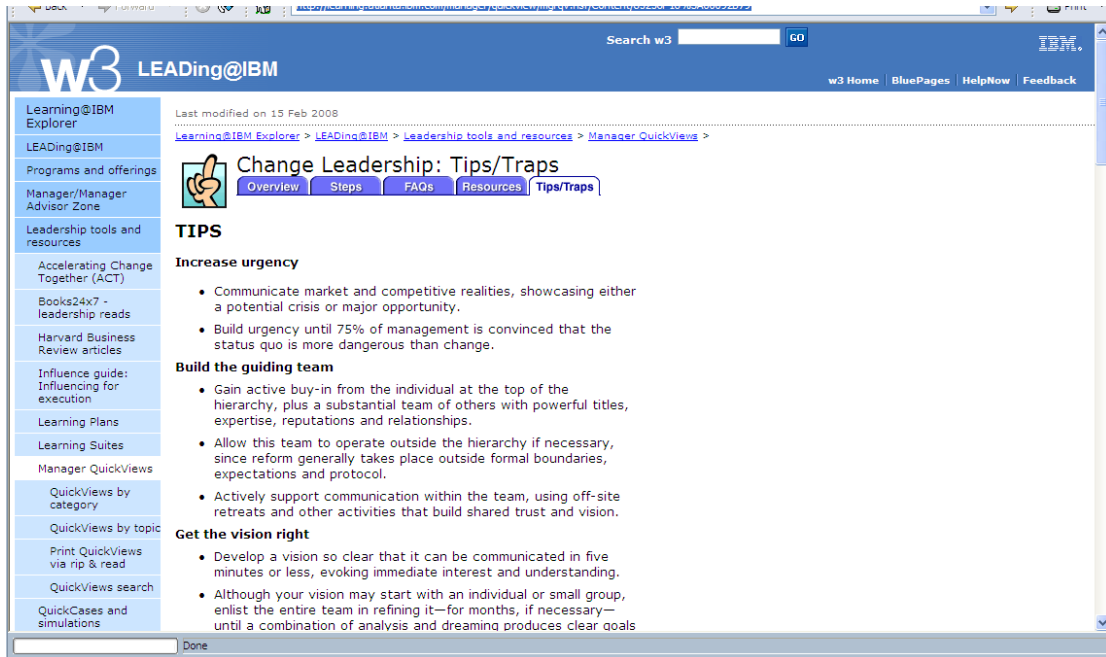 Back
Forward
Print
Search w3
GO
IBM.
w3
LEADing@IBM
w3 Home
BluePages
HelpNow
Feedback
Learning@IBM
Explorer
LEADing@IBM
Programs and offerings
Manager/Manager
Advisor Zone
Leadership tools and
resources
Accelerating Change
Together (ACT)
Books24x7 -
leadership reads
Harvard Business
Review articles
Influence guide:
Influencing for
execution
Learning Plans
Learning Suites
Manager QuickViews
QuickViews by
category
QuickViews by topic
Print QuickViews
via rip & read
QuickViews search
QuickCases and
simulations
Last modified on 15 Feb 2008
Learning@IBM Explorer > LEADing@IBM > Leadership tools and resources > Manager QuickViews >
Change Leadership: Tips/Traps
Overview
Steps
FAQs
Resources
Tips/Traps
TIPS
Increase urgency
• Communicate market and competitive realities, showcasing either
a potential crisis or major opportunity.
• Build urgency until 75% of management is convinced that the
status quo is more dangerous than change.
Build the guiding team
• Gain active buy-in from the individual at the top of the
hierarchy, plus a substantial team of others with powerful titles,
expertise, reputations and relationships.
• Allow this team to operate outside the hierarchy if necessary,
since reform generally takes place outside formal boundaries,
expectations and protocol.
• Actively support communication within the team, using off-site
retreats and other activities that build shared trust and vision.
Get the vision right
• Develop a vision so clear that it can be communicated in five
minutes or less, evoking immediate interest and understanding.
• Although your vision may start with an individual or small group,
enlist the entire team in refining it—for months, if necessary—
until a combination of analysis and dreaming produces clear goals
Done